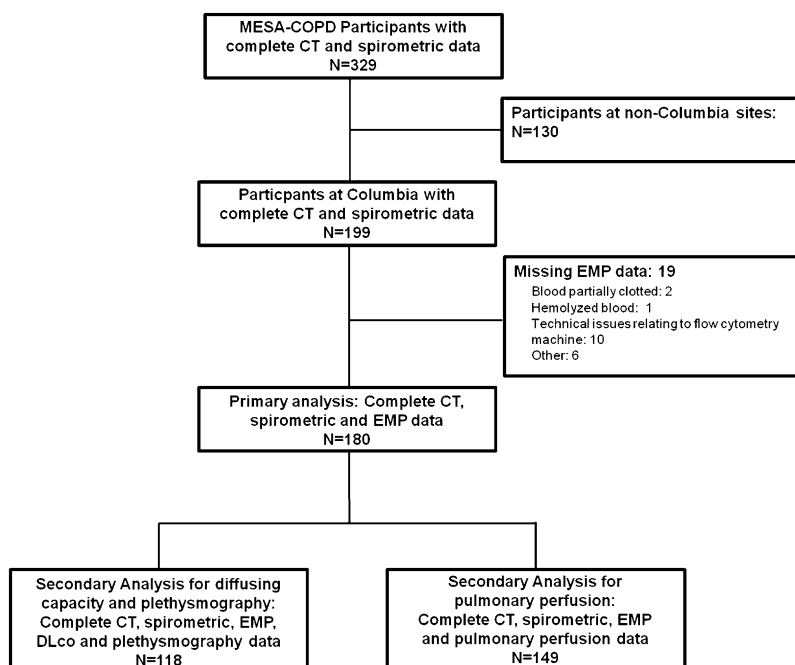 MESA-COPD Participants with
complete CT and spirometric data
N=329
Participants at non-Columbia sites:
N=130
Particpants at Columbia with
complete CT and spirometric data
N=199
Missing EMP data: 19
Blood partially clotted: 2
Hemolyzed blood: 1
Technical issues relating to flow cytometry
machine: 10
Other: 6
Primary analysis: Complete CT,
spirometric and EMP data
N=180
Secondary Analysis for diffusing
capacity and plethysmography:
Complete CT, spirometric, EMP,
DLco and plethysmography data
N=118
Secondary Analysis for
pulmonary perfusion:
Complete CT, spirometric, EMP
and pulmonary perfusion data
N=149